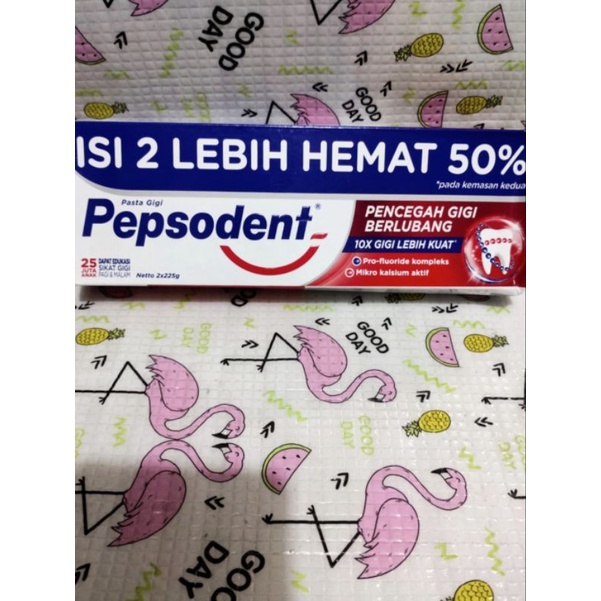 GOOD
DAY
GOOD
DAY
ISI 2 LEBIH HEMAT 50%
*pada kemasan kedua
Pasta Gigi
Pepsodent®
PENCEGAH GIGI
BERLUBANG
10X GIGI LEBIH KUAT*
Pro-fluoride kompleks
Mikro kalsium aktif
25
JUTA
ANAK
DAPAT EDUKASI
SIKAT GIGI
PAGI & MALAM
Netto 2x225g
GOOD
DAY
GOOD
DAY
GOOD
DAY
GOOD